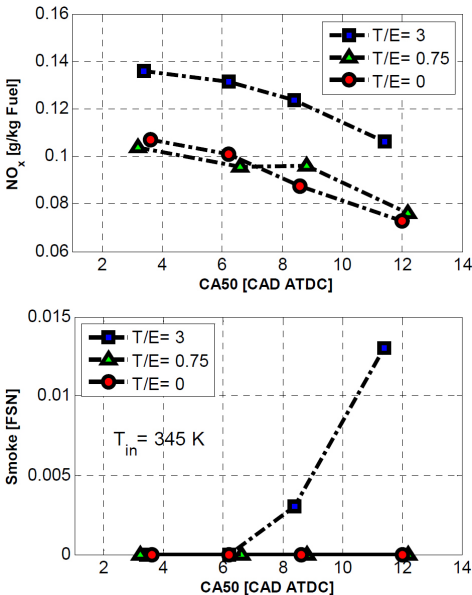 0.16
0.14
0.12
0.1
0.08
0.06
NOx [g/kg Fuel]
T/E= 3
T/E= 0.75
T/E= 0
2 4 6 8 10 12 14
CA50 [CAD ATDC]
0.015
0.01
0.005
0
Smoke [FSN]
T/E= 3
T/E= 0.75
T/E= 0
Tin= 345 K
2 4 6 8 10 12 14
CA50 [CAD ATDC]